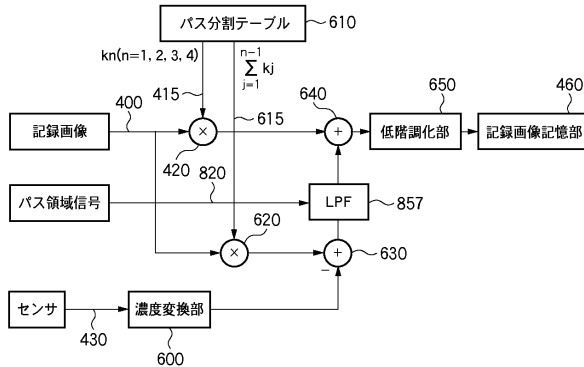 パス分割テーブル
610
kn(n=1, 2, 3, 4)
n−1
Σ kj
j=1
415
615
640
650
460
400
記録画像
×
+
低階調化部
記録画像記憶部
420
820
パス領域信号
LPF
857
620
×
+
630
−
センサ
濃度変換部
430
600